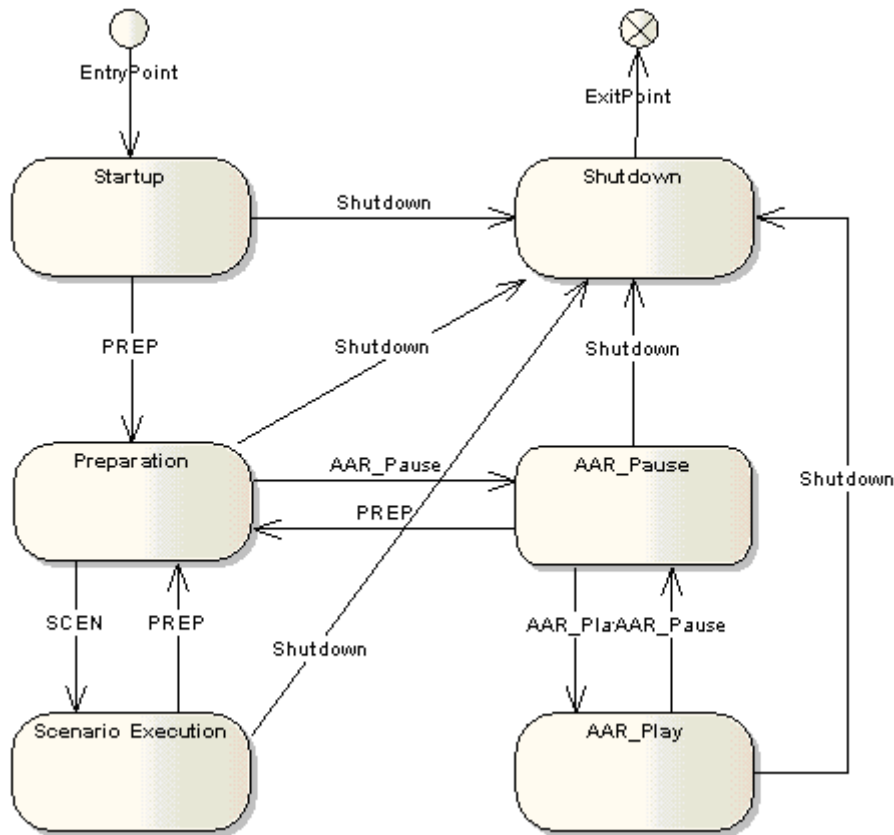 EntryPoint
ExitPoint
Startup
Shutdown
Shutdown
PREP
Shutdown
Shutdown
Preparation
AAR_Pause
AAR_Pause
Shutdown
PREP
SCEN
PREP
AAR_Pla
AAR_Pause
Shutdown
Scenario Execution
AAR_Play